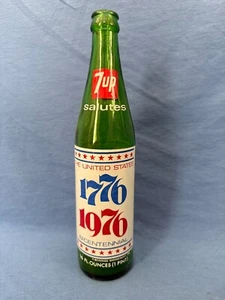 7up
salutes
THE UNITED STATES
1776
1976
BICENTENNIAL
16 FL. OUNCES (1 PINT)